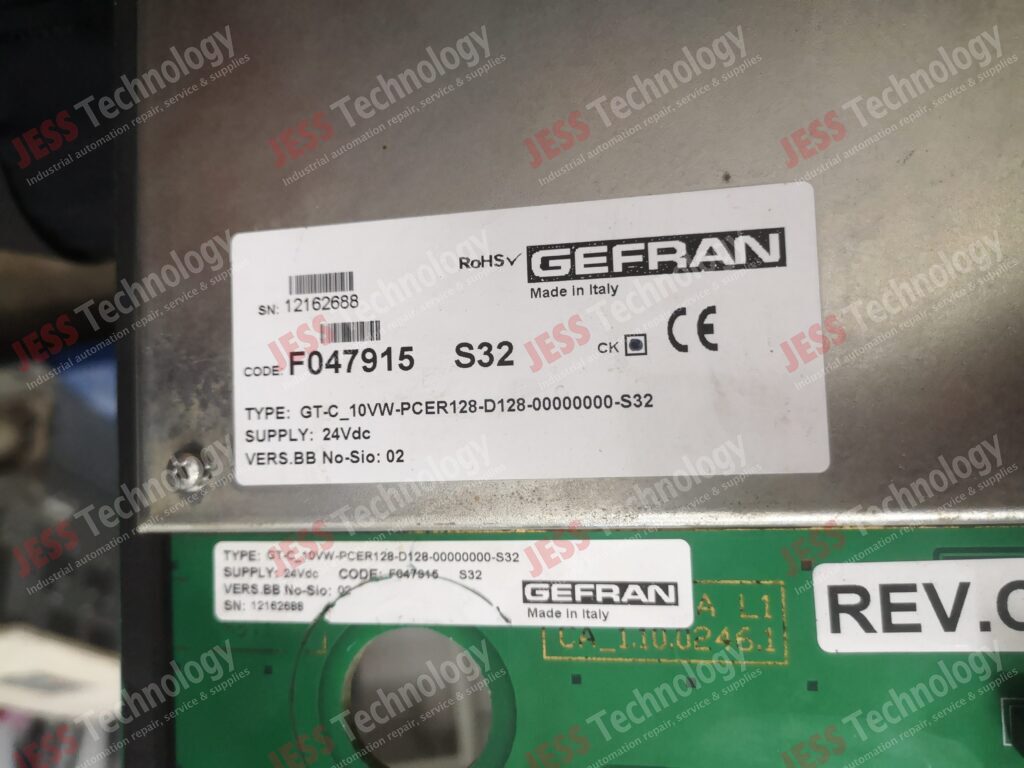 RoHS✓ GEFRAN
Made in Italy
SN: 12162688
CODE: F047915 S32
CK
CE
TYPE: GT-C_10VW-PCER128-D128-00000000-S32
SUPPLY: 24Vdc
VERS.BB No-Sio: 02
TYPE: GT-C_10VW-PCER128-D128-00000000-S32
SUPPLY: 24Vdc CODE: F047915 S32
VERS.BB No-Sio: 02
SN: 12162688
GEFRAN
Made in Italy
A L1
CA_1.10.0246.1
REV.C
JESS Technology
Industrial automation repair, service & supplies